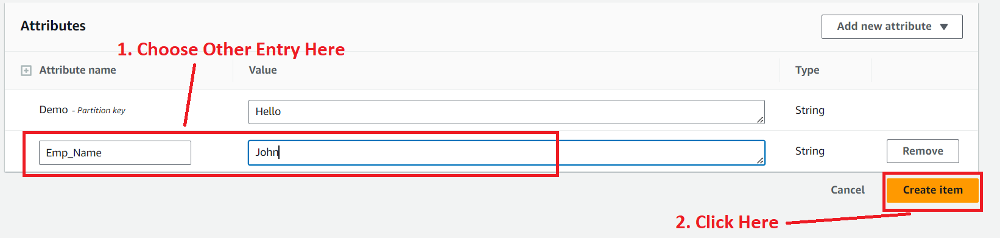 Attributes
Add new attribute
1. Choose Other Entry Here
Attribute name Value Type
Demo - Partition key Hello String
Emp_Name John String Remove
Cancel Create item
2. Click Here